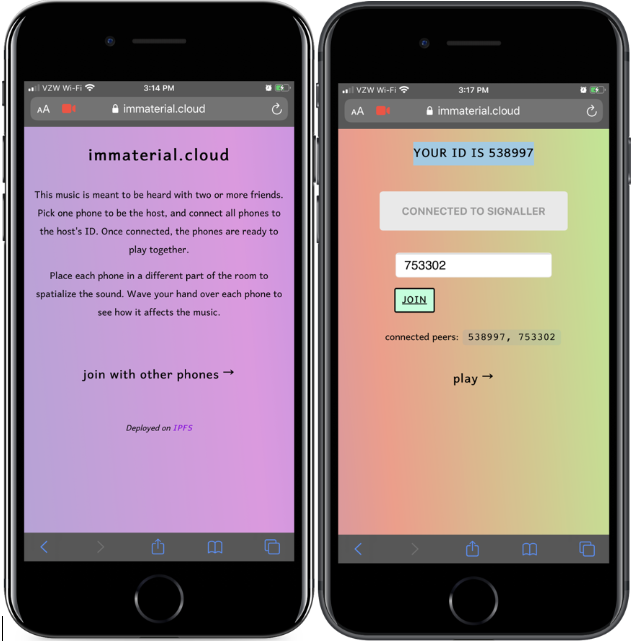 VZW Wi-Fi 3:14 PM
AA immaterial.cloud
immaterial.cloud
This music is meant to be heard with two or more friends.
Pick one phone to be the host, and connect all phones to
the host's ID. Once connected, the phones are ready to
play together.
Place each phone in a different part of the room to
spatialize the sound. Wave your hand over each phone to
see how it affects the music.
join with other phones →
Deployed on IPFS
VZW Wi-Fi 3:17 PM
AA immaterial.cloud
YOUR ID IS 538997
CONNECTED TO SIGNALLER
753302
JOIN
connected peers: 538997, 753302
play →